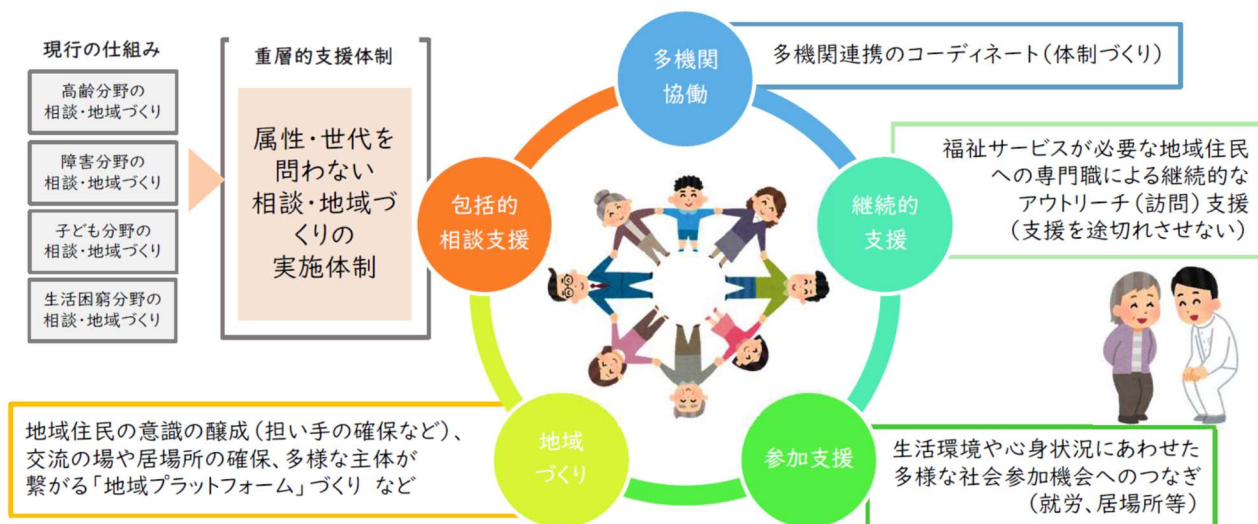 現行の仕組み
高齢分野の
相談・地域づくり
障害分野の
相談・地域づくり
子ども分野の
相談・地域づくり
生活困窮分野の
相談・地域づくり
重層的支援体制
属性・世代を
問わない
相談・地域づ
くりの
実施体制
包括的
相談支援
多機関
協働
多機関連携のコーディネート(体制づくり)
継続的
支援
福祉サービスが必要な地域住民
への専門職による継続的な
アウトリーチ(訪問)支援
(支援を途切れさせない)
地域
づくり
地域住民の意識の醸成(担い手の確保など)、
交流の場や居場所の確保、多様な主体が
繋がる「地域プラットフォーム」づくり など
参加支援
生活環境や心身状況にあわせた
多様な社会参加機会へのつなぎ
(就労、居場所等)